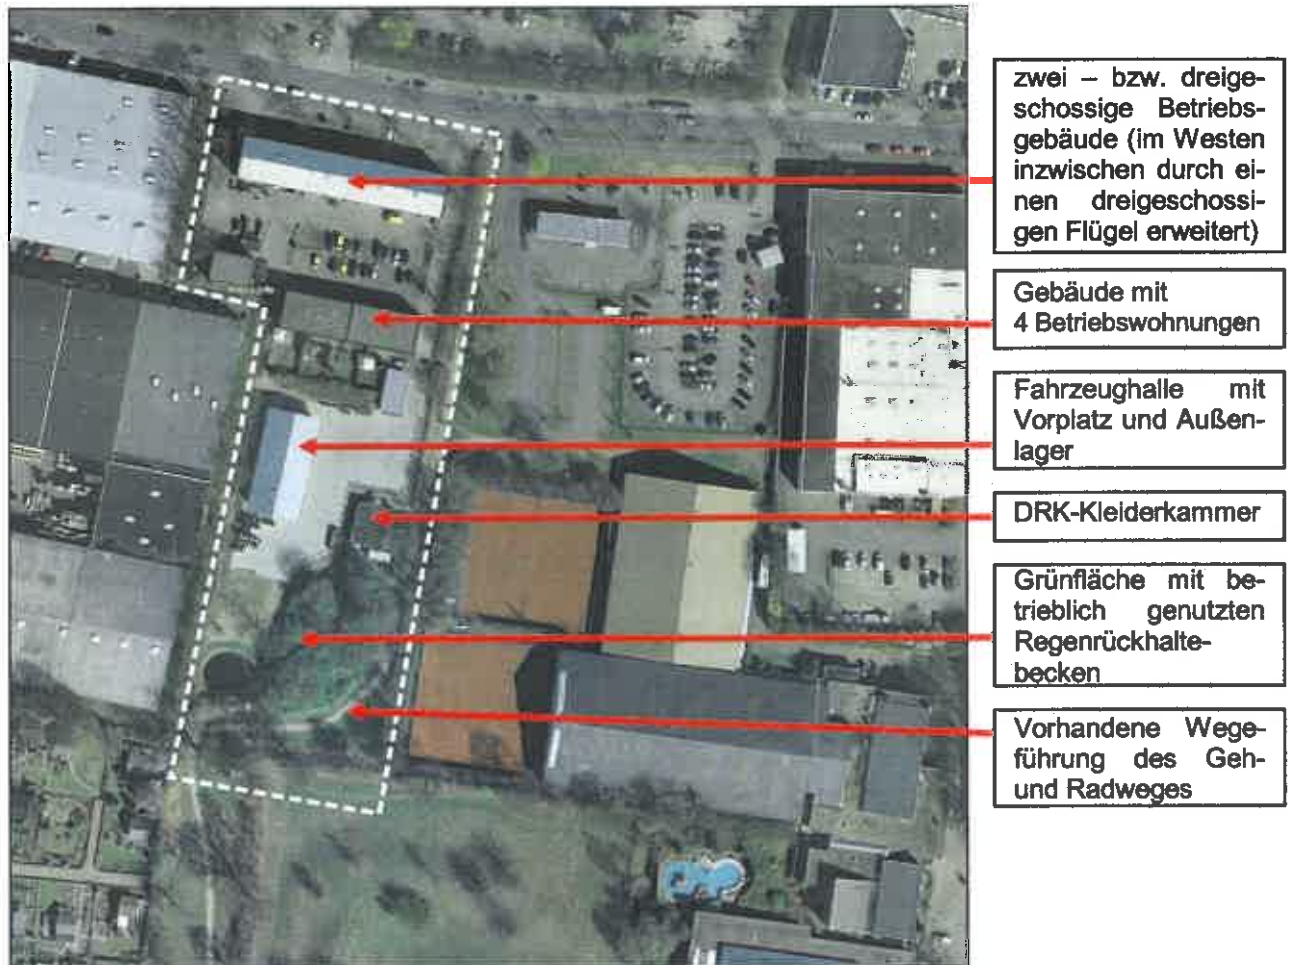 zwei – bzw. dreige-
schossige Betriebs-
gebäude (im Westen
inzwischen durch ei-
nen dreigeschossi-
gen Flügel erweitert)
Gebäude mit
4 Betriebswohnungen
Fahrzeughalle mit
Vorplatz und Außen-
lager
DRK-Kleiderkammer
Grünfläche mit be-
trieblich genutzten
Regenrückhalte-
becken
Vorhandene Wege-
führung des Geh-
und Radweges